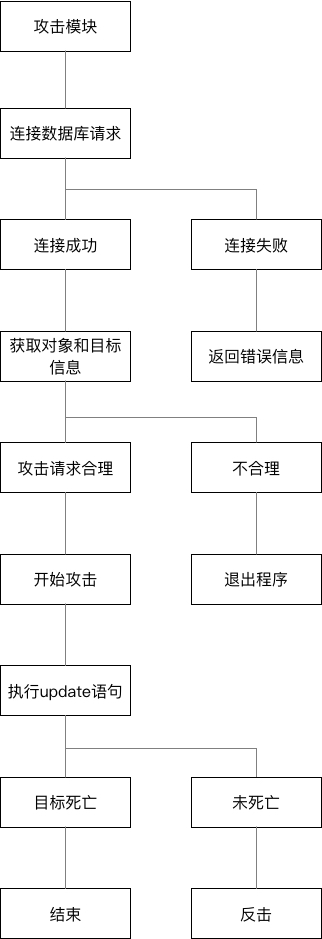 攻击模块
连接数据库请求
连接成功
连接失败
获取对象和目标
信息
返回错误信息
攻击请求合理
不合理
开始攻击
退出程序
执行update语句
目标死亡
未死亡
结束
反击